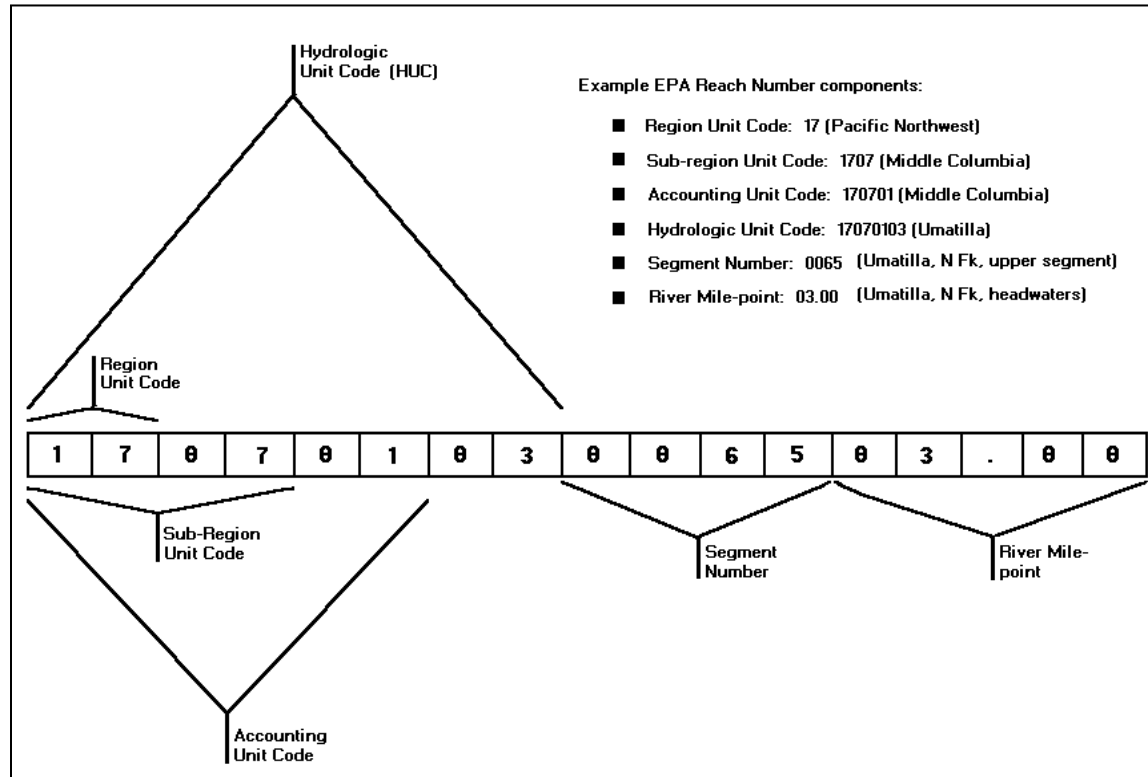 Hydrologic
Unit Code (HUC)
Example EPA Reach Number components:
■ Region Unit Code: 17 (Pacific Northwest)
■ Sub-region Unit Code: 1707 (Middle Columbia)
■ Accounting Unit Code: 170701 (Middle Columbia)
■ Hydrologic Unit Code: 17070103 (Umatilla)
■ Segment Number: 0065 (Umatilla, N Fk, upper segment)
■ River Mile-point: 03.00 (Umatilla, N Fk, headwaters)
Region
Unit Code
1 7 0 7 0 1 0 3 0 0 6 5 0 3 . 0 0
Sub-Region
Unit Code
Segment
Number
River Mile-
point
Accounting
Unit Code